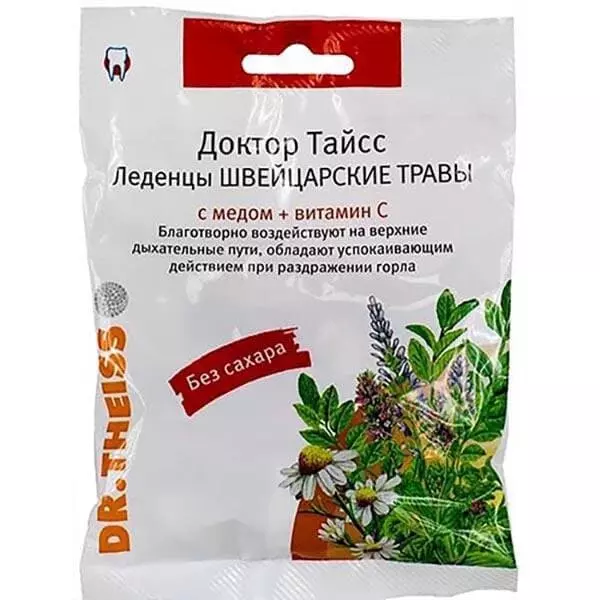 Доктор Тайсс
Леденцы ШВЕЙЦАРСКИЕ ТРАВЫ
с медом + витамин С
Благотворно воздействуют на верхние
дыхательные пути, обладают успокаивающим
действием при раздражении горла
Без сахара
DR.THEISS